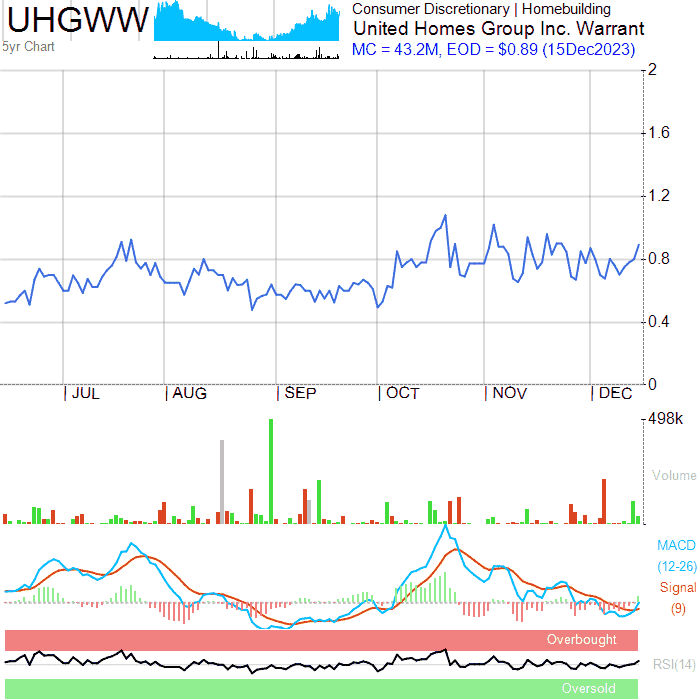 UHGWW
5yr Chart
Consumer Discretionary | Homebuilding
United Homes Group Inc. Warrant
MC = 43.2M, EOD = $0.89 (15Dec2023)
2
1.6
1.2
0.8
0.4
0
JUL AUG SEP OCT NOV DEC
498k
Volume
MACD
(12-26)
Signal
(9)
Overbought
RSI(14)
Oversold